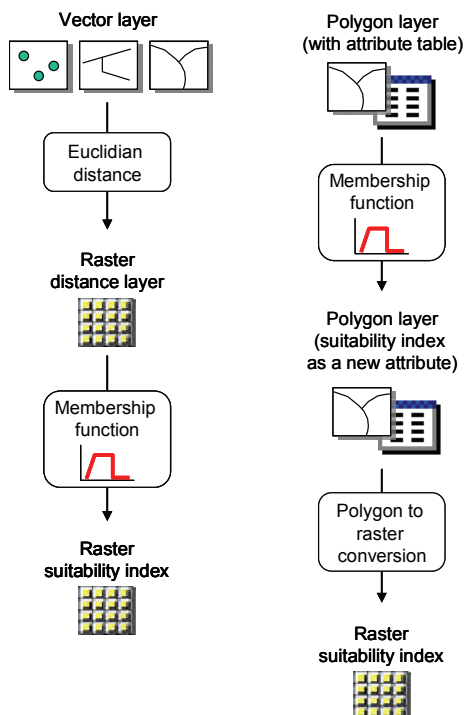 Vector layer
Euclidian
distance
Raster
distance layer
Membership
function
Raster
suitability index
Polygon layer
(with attribute table)
Membership
function
Polygon layer
(suitability index
as a new attribute)
Polygon to
raster
conversion
Raster
suitability index